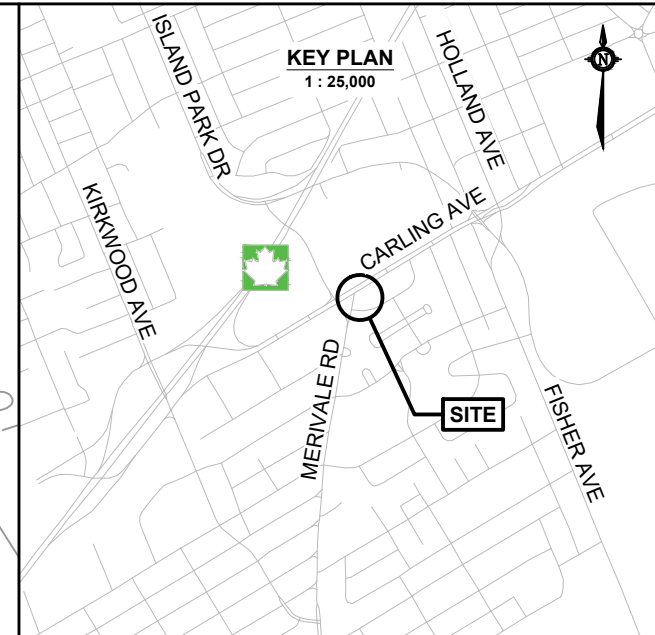 KEY PLAN
1 : 25,000
ISLAND PARK DR
HOLLAND AVE
N
KIRKWOOD AVE
CARLING AVE
MERIVALE RD
SITE
FISHER AVE